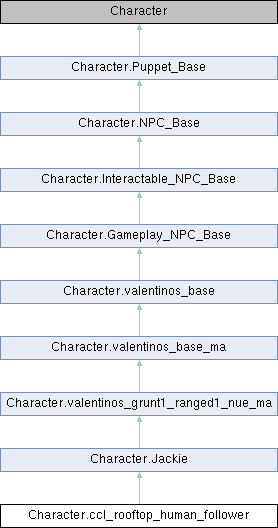 Character
Character.Puppet_Base
Character.NPC_Base
Character.Interactable_NPC_Base
Character.Gameplay_NPC_Base
Character.valentinos_base
Character.valentinos_base_ma
Character.valentinos_grunt1_ranged1_nue_ma
Character.Jackie
Character.ccl_rooftop_human_follower